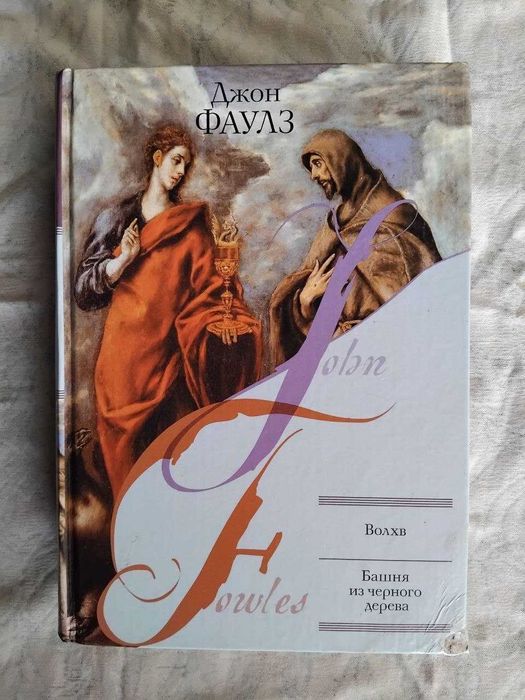 Джон
ФАУЛЗ
John
Fowles
Волхв
Башня
из черного
дерева